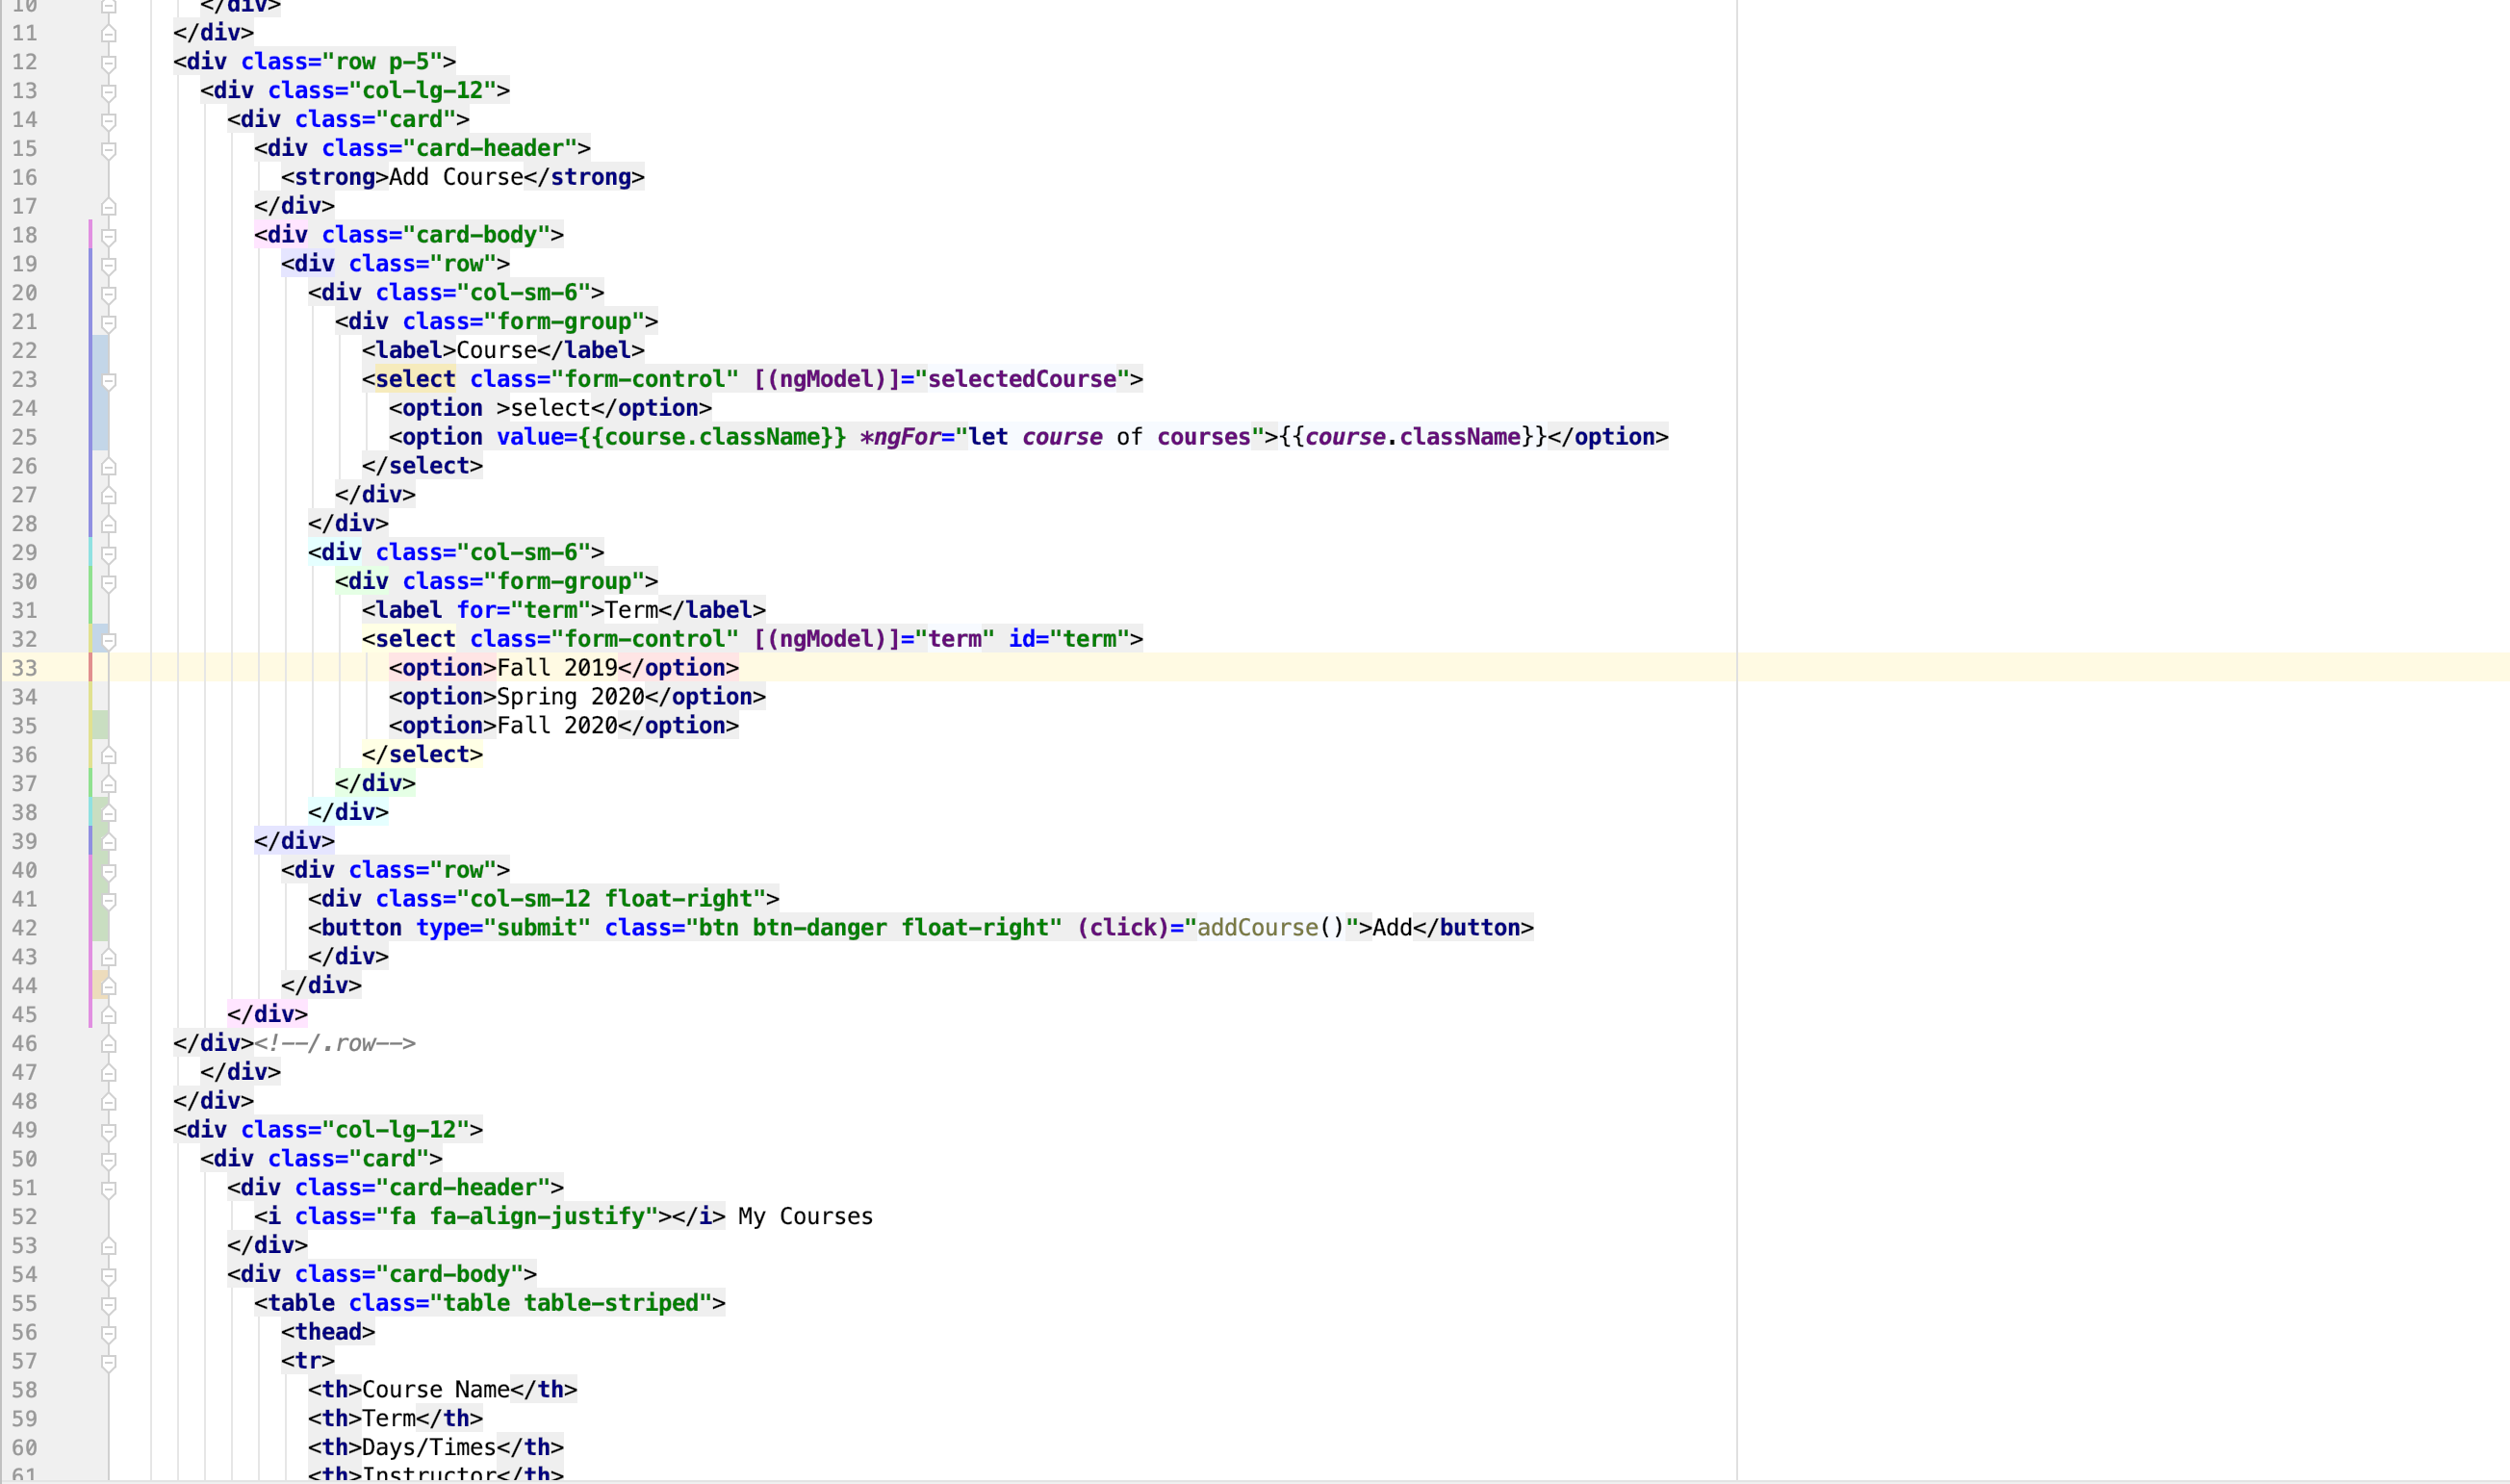 10 </div>
11 </div>
12 <div class="row p-5">
13 <div class="col-lg-12">
14 <div class="card">
15 <div class="card-header">
16 <strong>Add Course</strong>
17 </div>
18 <div class="card-body">
19 <div class="row">
20 <div class="col-sm-6">
21 <div class="form-group">
22 <label>Course</label>
23 <select class="form-control" [(ngModel)]="selectedCourse">
24 <option >select</option>
25 <option value={{course.className}} *ngFor="let course of courses">{{course.className}}</option>
26 </select>
27 </div>
28 </div>
29 <div class="col-sm-6">
30 <div class="form-group">
31 <label for="term">Term</label>
32 <select class="form-control" [(ngModel)]="term" id="term">
33 <option>Fall 2019</option>
34 <option>Spring 2020</option>
35 <option>Fall 2020</option>
36 </select>
37 </div>
38 </div>
39 </div>
40 <div class="row">
41 <div class="col-sm-12 float-right">
42 <button type="submit" class="btn btn-danger float-right" (click)="addCourse()">Add</button>
43 </div>
44 </div>
45 </div>
46 </div><!--/.row-->
47 </div>
48 </div>
49 <div class="col-lg-12">
50 <div class="card">
51 <div class="card-header">
52 <i class="fa fa-align-justify"></i> My Courses
53 </div>
54 <div class="card-body">
55 <table class="table table-striped">
56 <thead>
57 <tr>
58 <th>Course Name</th>
59 <th>Term</th>
60 <th>Days/Times</th>
61 <th>Instructor</th>